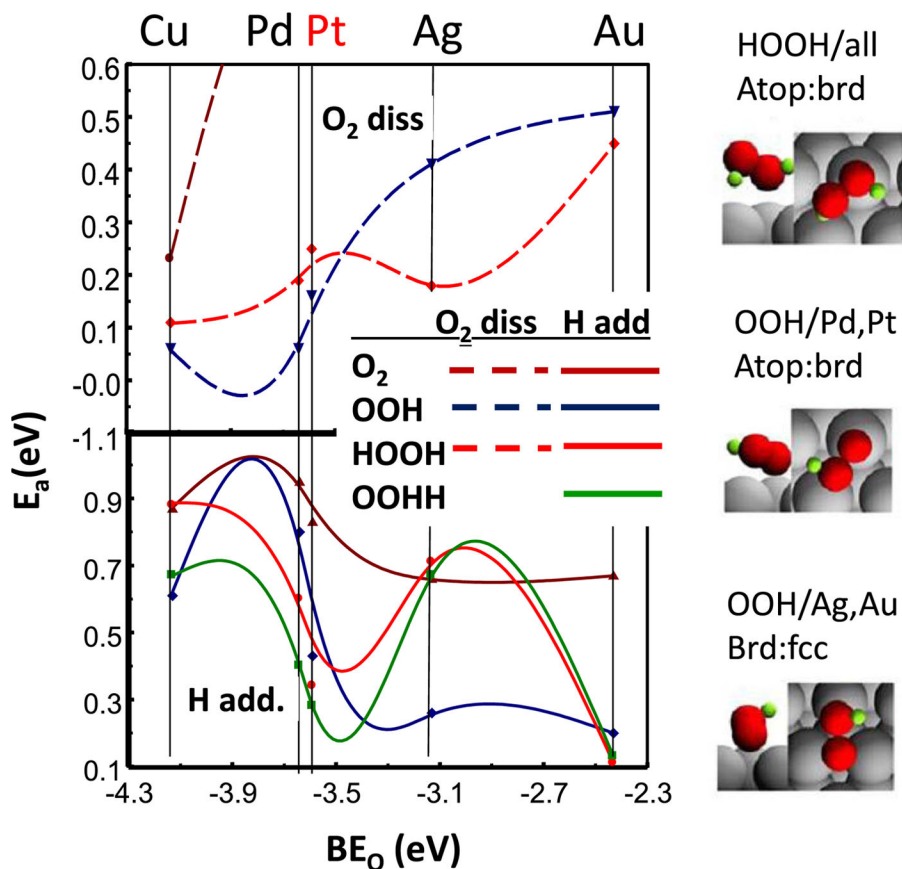 Cu Pd Pt Ag Au
0.6
0.5
0.4
0.3
0.2
0.1
-0.0
-1.1
0.9
0.7
0.5
0.3
0.1
Eₐ(eV)
O₂ diss
O₂ diss H add
O₂
OOH
HOOH
OOHH
H add.
-4.3 -3.9 -3.5 -3.1 -2.7 -2.3
BE_O (eV)
HOOH/all
Atop:brd
OOH/Pd,Pt
Atop:brd
OOH/Ag,Au
Brd:fcc